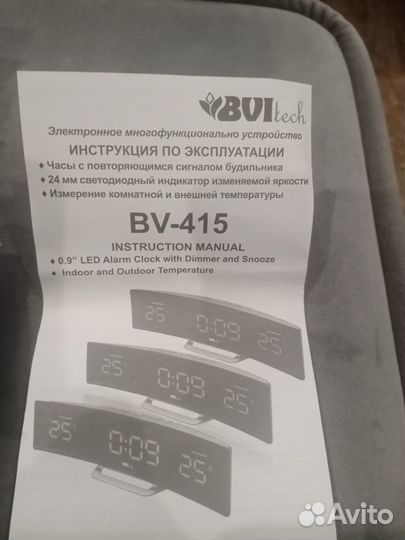 BVItech
Электронное многофункционально устройство
ИНСТРУКЦИЯ ПО ЭКСПЛУАТАЦИИ
♦ Часы с повторяющимся сигналом будильника
♦ 24 мм светодиодный индикатор изменяемой яркости
♦ Измерение комнатной и внешней температуры
BV-415
INSTRUCTION MANUAL
♦ 0.9" LED Alarm Clock with Dimmer and Snooze
♦ Indoor and Outdoor Temperature
25 0:09 25
25 0:09 25
25 0:09 25
Avito